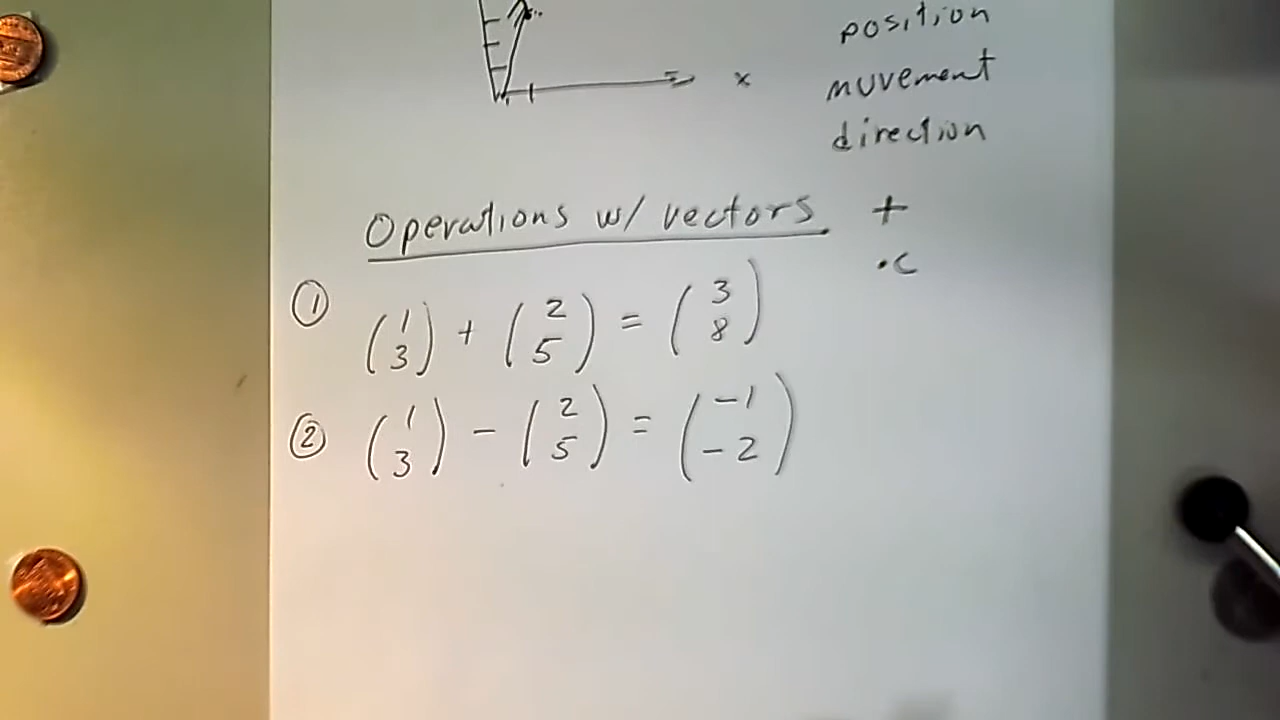 position
x muvement
direction
Operations w/ vectors +
·c
① (1 3) + (2 5) = (3 8)
② (1 3) - (2 5) = (-1 -2)